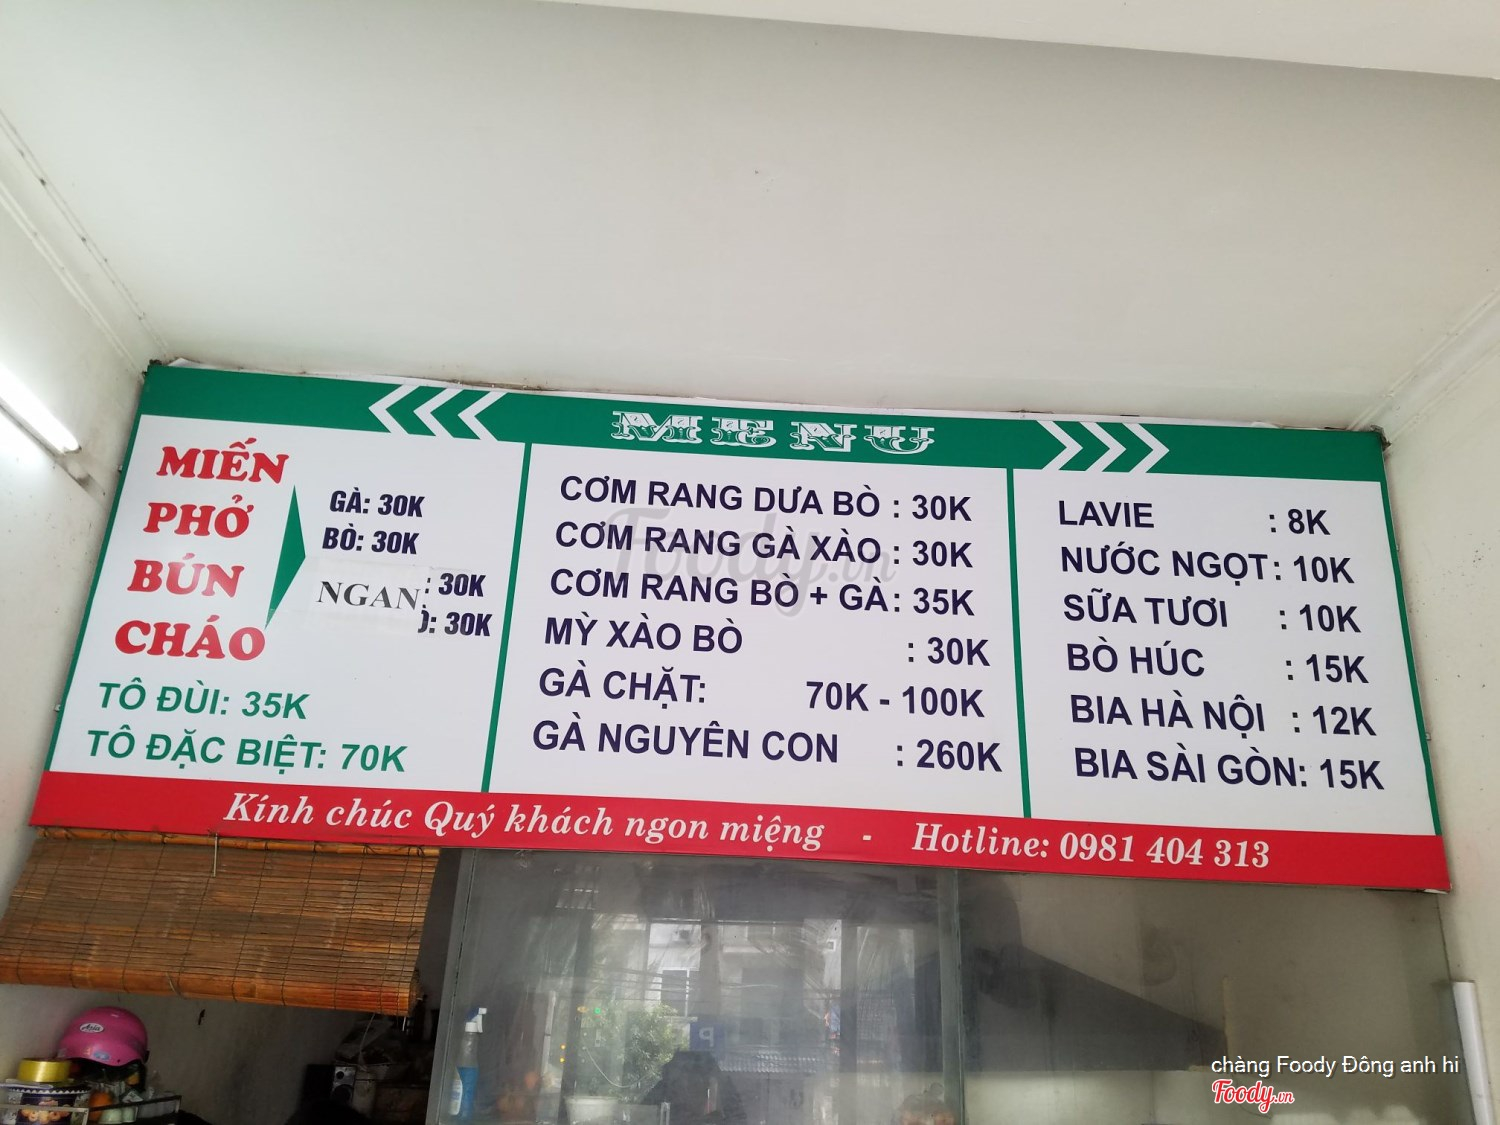 MENU
MIẾN
PHỞ
BÚN
CHÁO
GÀ: 30K
BÒ: 30K
NGAN : 30K
: 30K
TÔ ĐÙI: 35K
TÔ ĐẶC BIỆT: 70K
CƠM RANG DƯA BÒ : 30K
CƠM RANG GÀ XÀO : 30K
CƠM RANG BÒ + GÀ : 35K
MỲ XÀO BÒ : 30K
GÀ CHẶT: 70K - 100K
GÀ NGUYÊN CON : 260K
LAVIE : 8K
NƯỚC NGỌT : 10K
SỮA TƯƠI : 10K
BÒ HÚC : 15K
BIA HÀ NỘI : 12K
BIA SÀI GÒN: 15K
Kính chúc Quý khách ngon miệng - Hotline: 0981 404 313
Foody.vn
chàng Foody Đông anh hi
Foody.vn